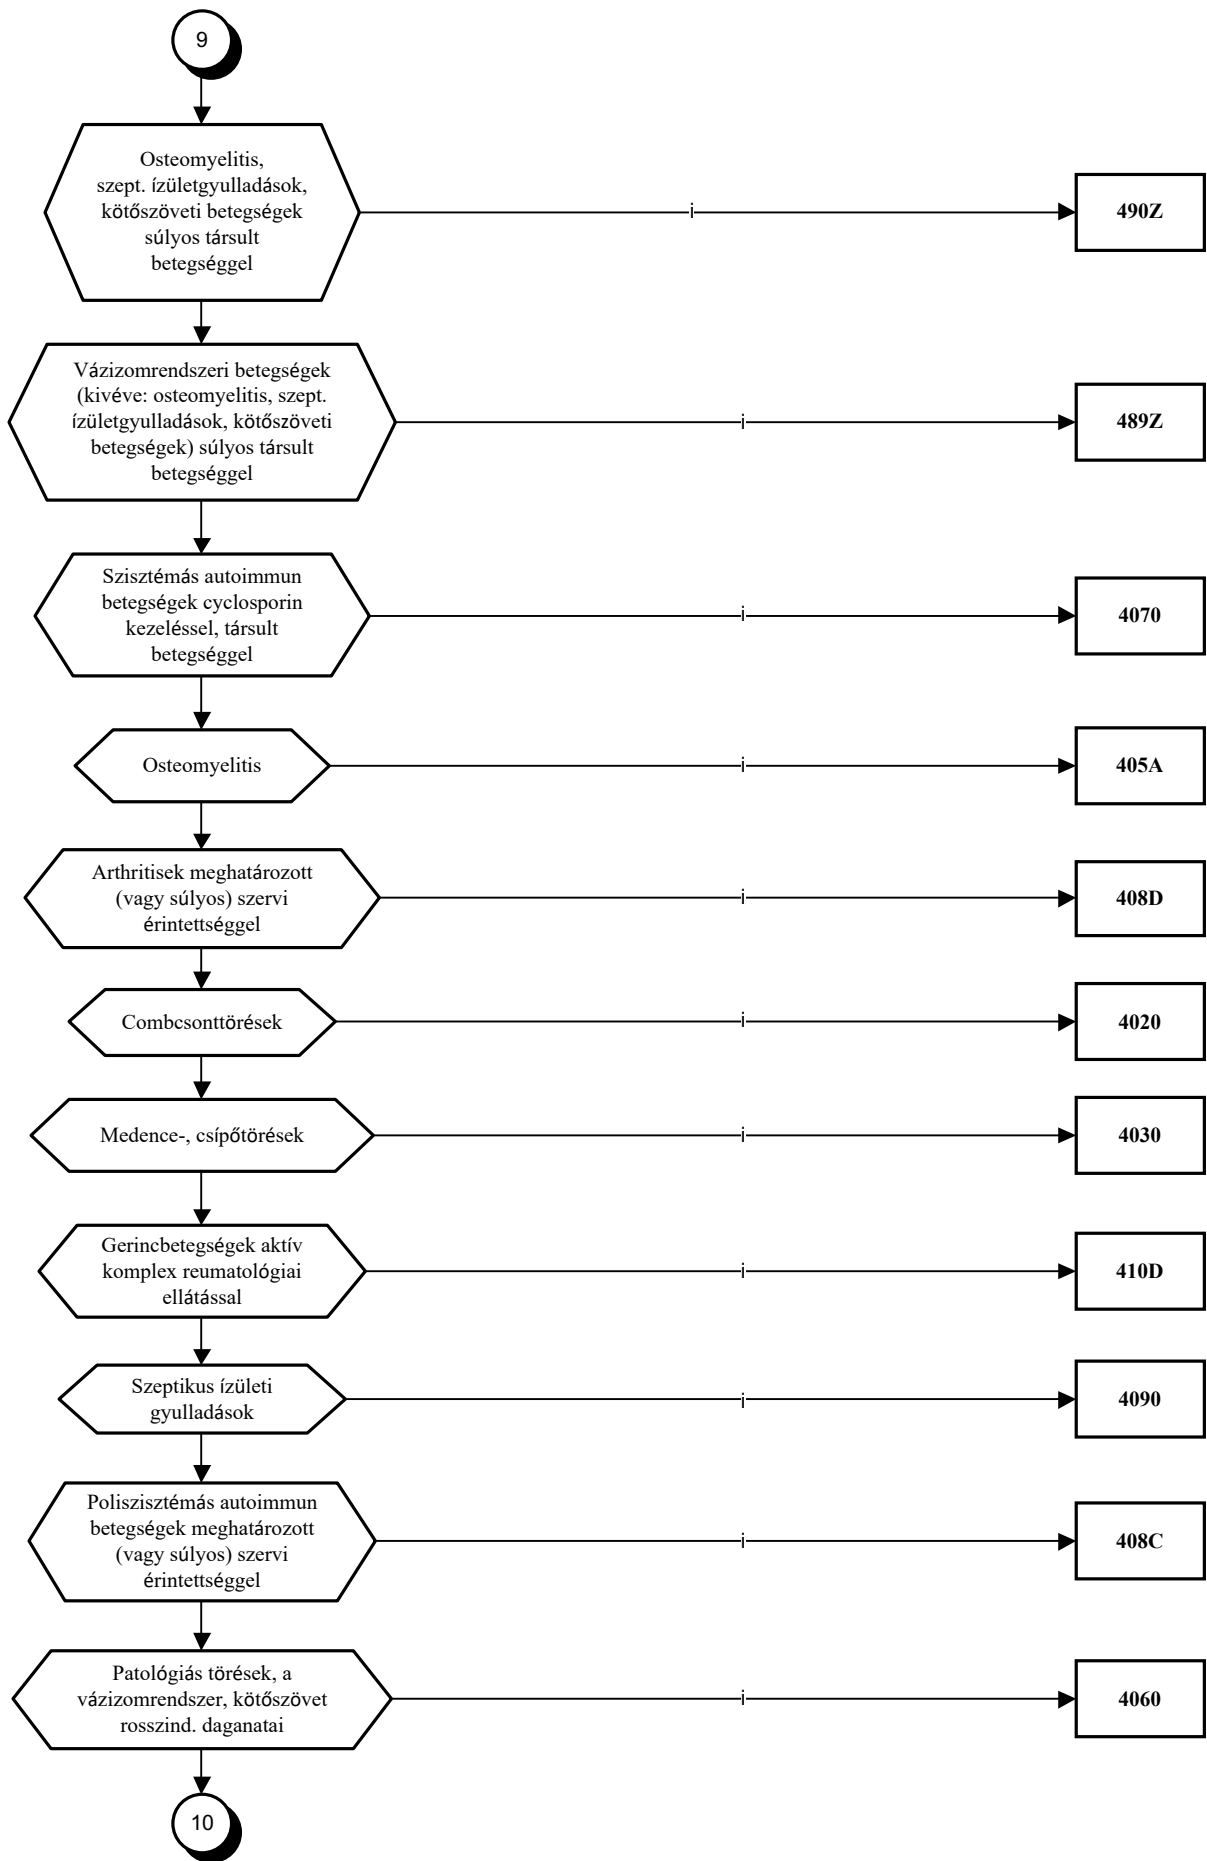 9
Osteomyelitis,
szept. ízületgyulladások,
kötőszöveti betegségek
súlyos társult
betegséggel
i
490Z
Vázizomrendszeri betegségek
(kivéve: osteomyelitis, szept.
ízületgyulladások, kötőszöveti
betegségek) súlyos társult
betegséggel
i
489Z
Szisztémás autoimmun
betegségek cyclosporin
kezeléssel, társult
betegséggel
i
4070
Osteomyelitis
i
405A
Arthritisek meghatározott
(vagy súlyos) szervi
érintettséggel
i
408D
Combcsonttörések
i
4020
Medence-, csípőtörések
i
4030
Gerincbetegségek aktív
komplex reumatológiai
ellátással
i
410D
Szeptikus ízületi
gyulladások
i
4090
Poliszisztémás autoimmun
betegségek meghatározott
(vagy súlyos) szervi
érintettséggel
i
408C
Patológiás törések, a
vázizomrendszer, kötőszövet
rosszind. daganatai
i
4060
10